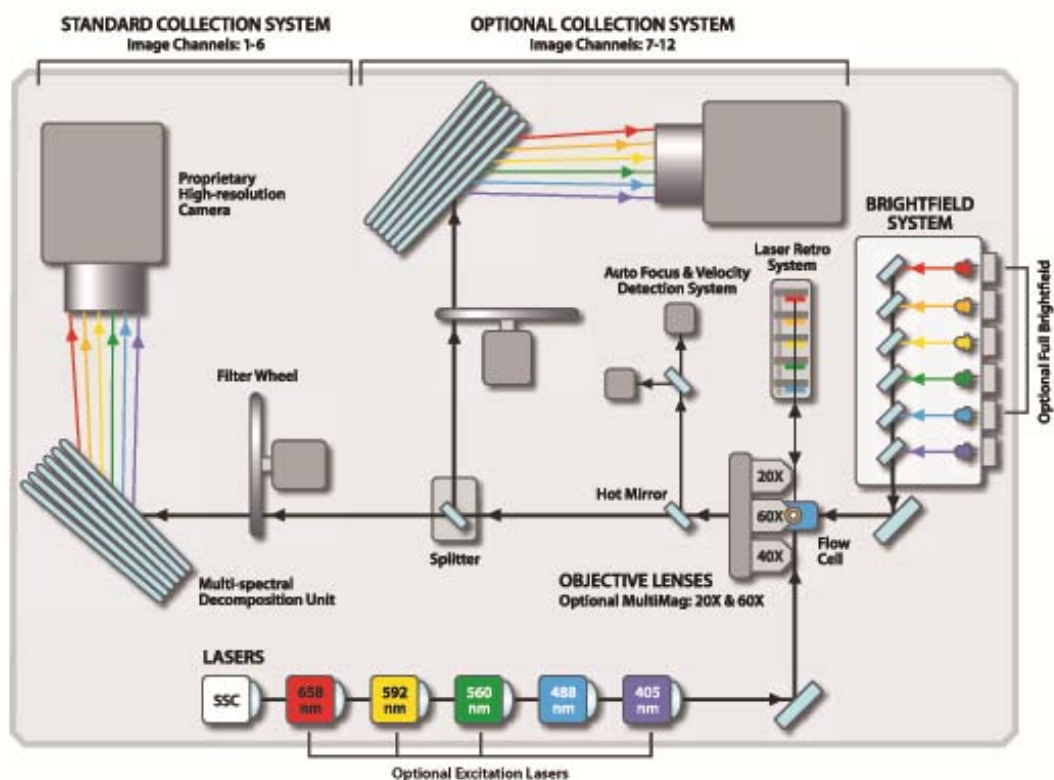 STANDARD COLLECTION SYSTEM
Image Channels: 1-6
OPTIONAL COLLECTION SYSTEM
Image Channels: 7-12
Proprietary
High-resolution
Camera
BRIGHTFIELD
SYSTEM
Laser Retro
System
Auto Focus & Velocity
Detection System
Optional Full Brightfield
Filter Wheel
Hot Mirror
20X
60X
40X
Flow
Cell
Splitter
Multi-spectral
Decomposition Unit
OBJECTIVE LENSES
Optional MultiMag: 20X & 60X
LASERS
SSC
658
nm
592
nm
560
nm
488
nm
405
nm
Optional Excitation Lasers